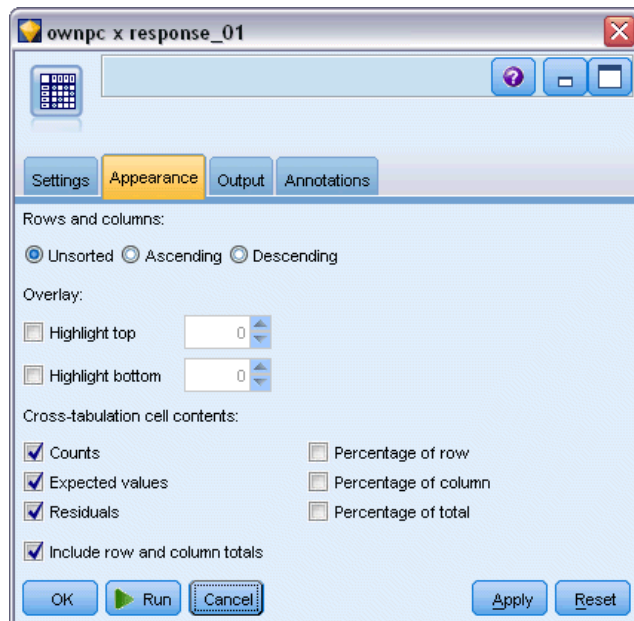 ownpc x response_01
Settings Appearance Output Annotations
Rows and columns:
Unsorted Ascending Descending
Overlay:
Highlight top 0
Highlight bottom 0
Cross-tabulation cell contents:
Counts Percentage of row
Expected values Percentage of column
Residuals Percentage of total
Include row and column totals
OK Run Cancel Apply Reset